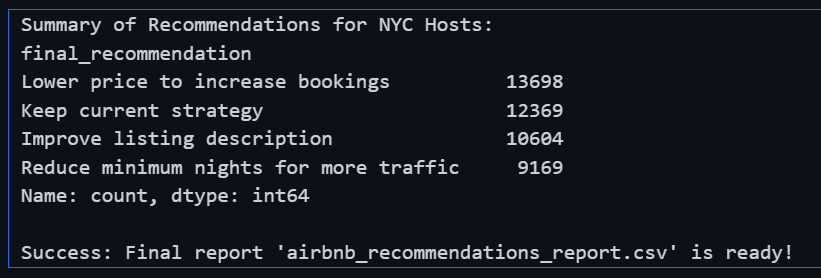 Summary of Recommendations for NYC Hosts:
final_recommendation
Lower price to increase bookings          13698
Keep current strategy                     12369
Improve listing description               10604
Reduce minimum nights for more traffic     9169
Name: count, dtype: int64

Success: Final report 'airbnb_recommendations_report.csv' is ready!